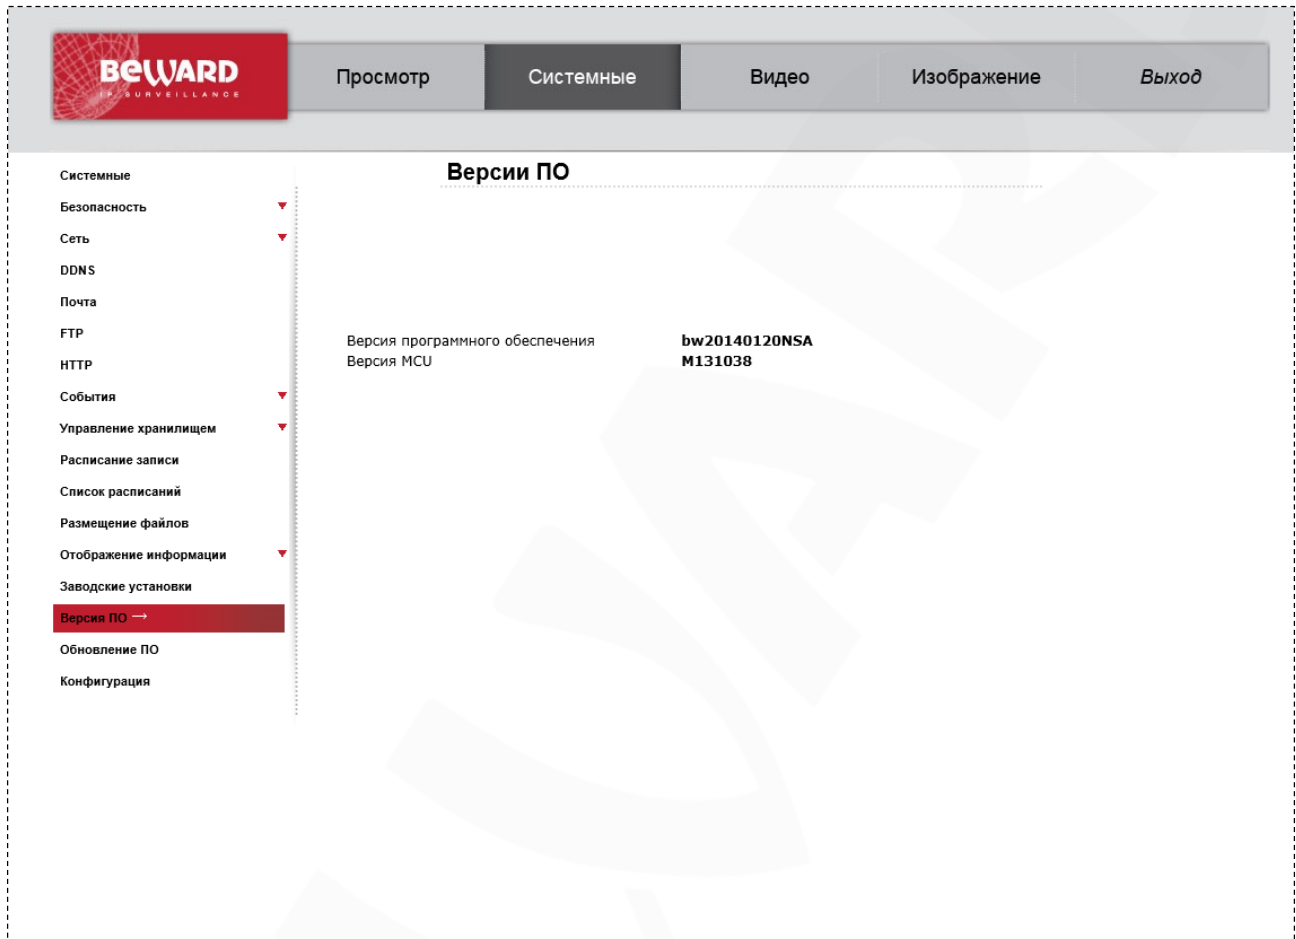 BEWARD
IP SURVEILLANCE
Просмотр Системные Видео Изображение Выход
Версии ПО
Системные
Безопасность
Сеть
DDNS
Почта
FTP
HTTP
События
Управление хранилищем
Расписание записи
Список расписаний
Размещение файлов
Отображение информации
Заводские установки
Версия ПО →
Обновление ПО
Конфигурация
Версия программного обеспечения bw20140120NSA
Версия MCU M131038